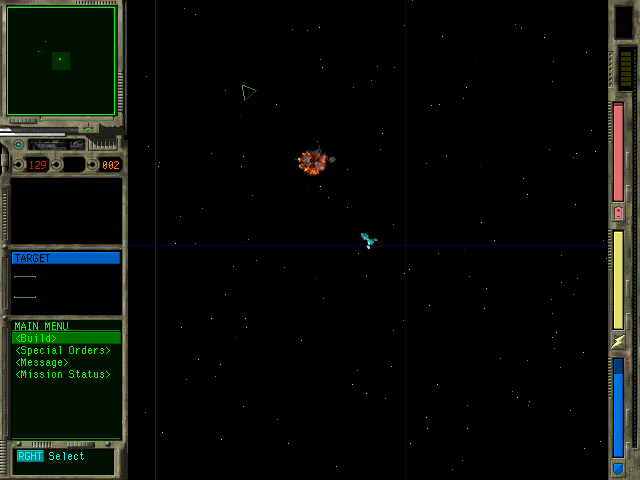 129 002
TARGET
MAIN MENU
<Build>
<Special Orders>
<Message>
<Mission Status>
RGHT Select